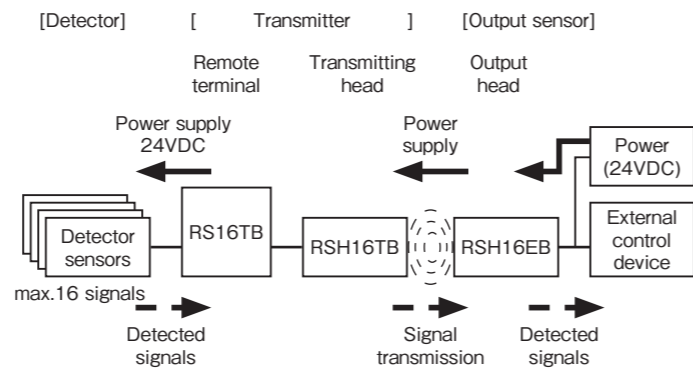 [Detector] [ Transmitter ] [Output sensor]
Remote terminal
Transmitting head
Output head
Power supply 24VDC
Power supply
Power (24VDC)
Detector sensors
RS16TB
RSH16TB
RSH16EB
External control device
max.16 signals
Detected signals
Signal transmission
Detected signals